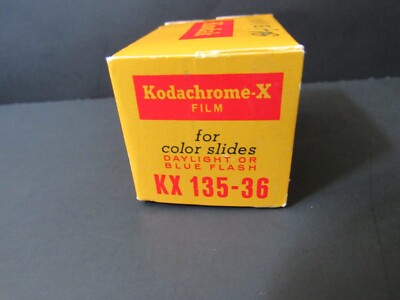 Kodachrome-X
FILM
for
color slides
DAYLIGHT OR
BLUE FLASH
KX 135-36